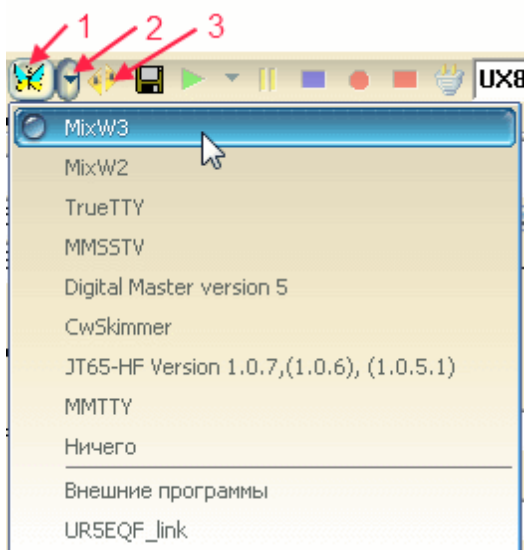 1 2 3
UX8
MixW3
MixW2
TrueTTY
MMSSTV
Digital Master version 5
CwSkimmer
JT65-HF Version 1.0.7,(1.0.6), (1.0.5.1)
MMTTY
Ничего
Внешние программы
UR5EQF_link